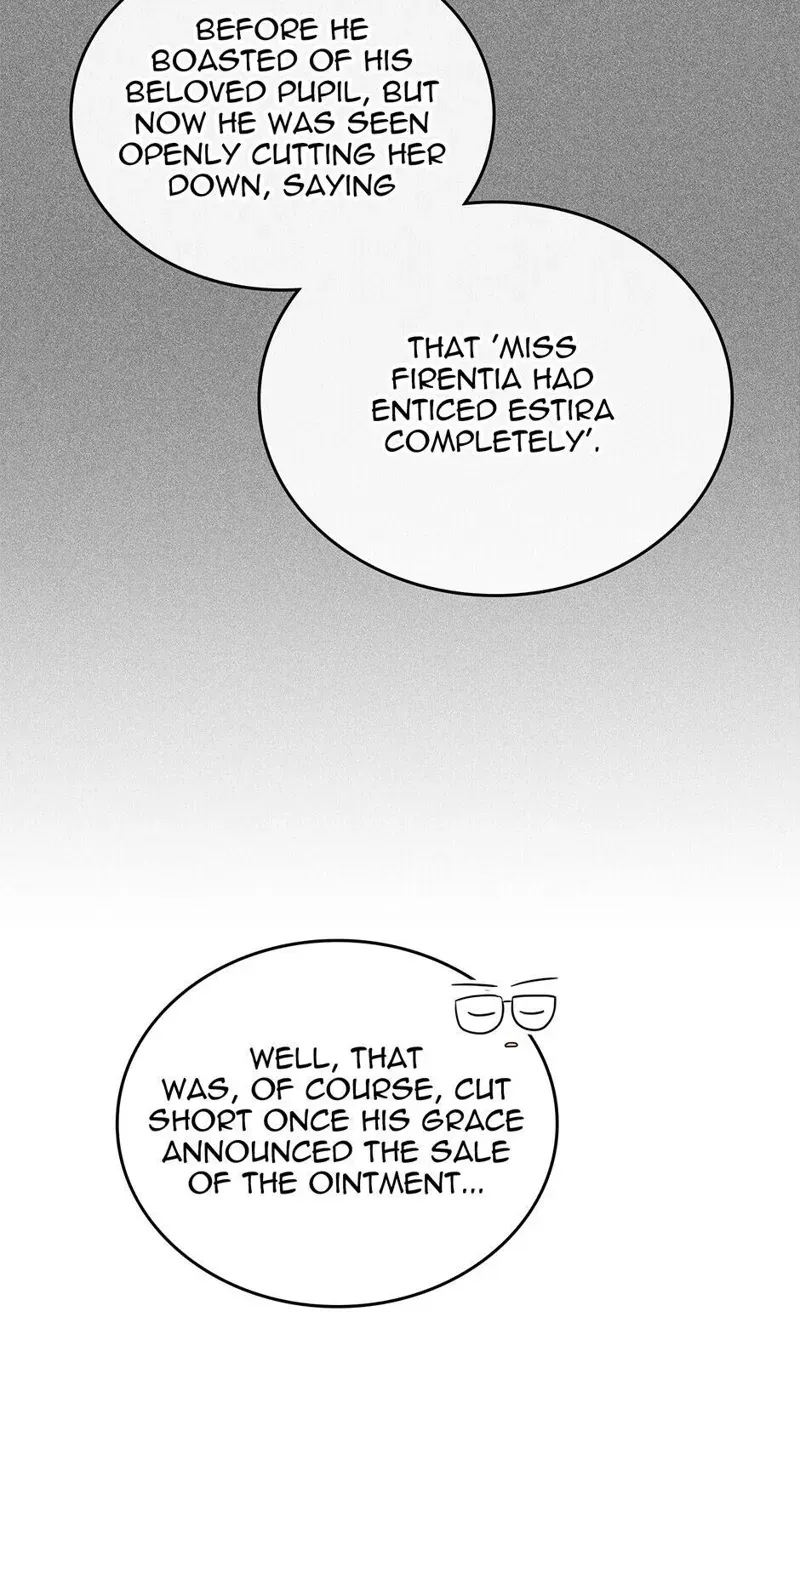 BEFORE HE
BOASTED OF HIS
BELOVED PUPIL, BUT
NOW HE WAS SEEN
OPENLY CUTTING HER
DOWN, SAYING
THAT 'MISS
FIRENTIA HAD
ENTICED ESTIRA
COMPLETELY'.
WELL, THAT
WAS, OF COURSE, CUT
SHORT ONCE HIS GRACE
ANNOUNCED THE SALE
OF THE OINTMENT...